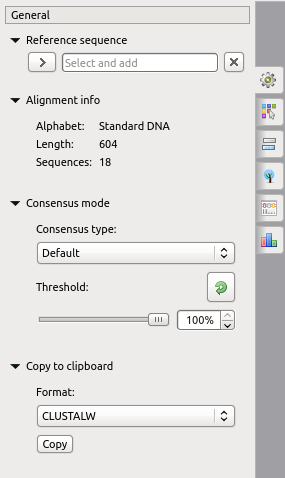 General
Reference sequence
Select and add
Alignment info
Alphabet: Standard DNA
Length: 604
Sequences: 18
Consensus mode
Consensus type:
Default
Threshold:
100%
Copy to clipboard
Format:
CLUSTALW
Copy